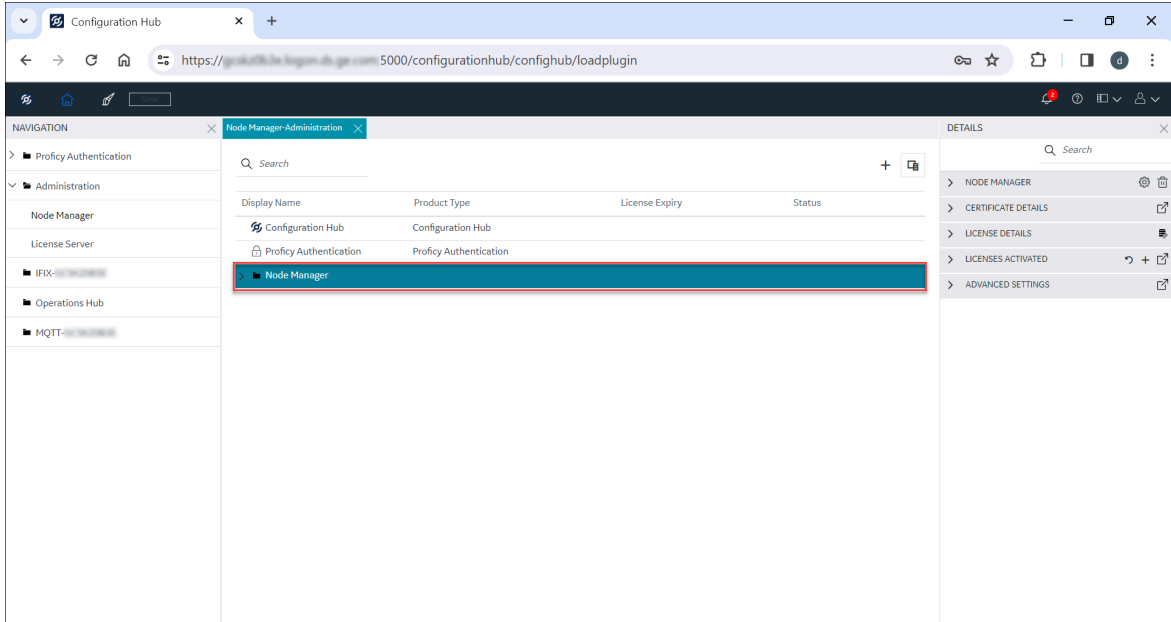 Configuration Hub
https:// 5000/configurationhub/confighub/loadplugin
d
Save
2
NAVIGATION
Node Manager-Administration
DETAILS
Proficy Authentication
Administration
Node Manager
License Server
IFIX-
Operations Hub
MQTT-
Search
Display Name Product Type License Expiry Status
Configuration Hub Configuration Hub
Proficy Authentication Proficy Authentication
Node Manager
Search
NODE MANAGER
CERTIFICATE DETAILS
LICENSE DETAILS
LICENSES ACTIVATED
ADVANCED SETTINGS